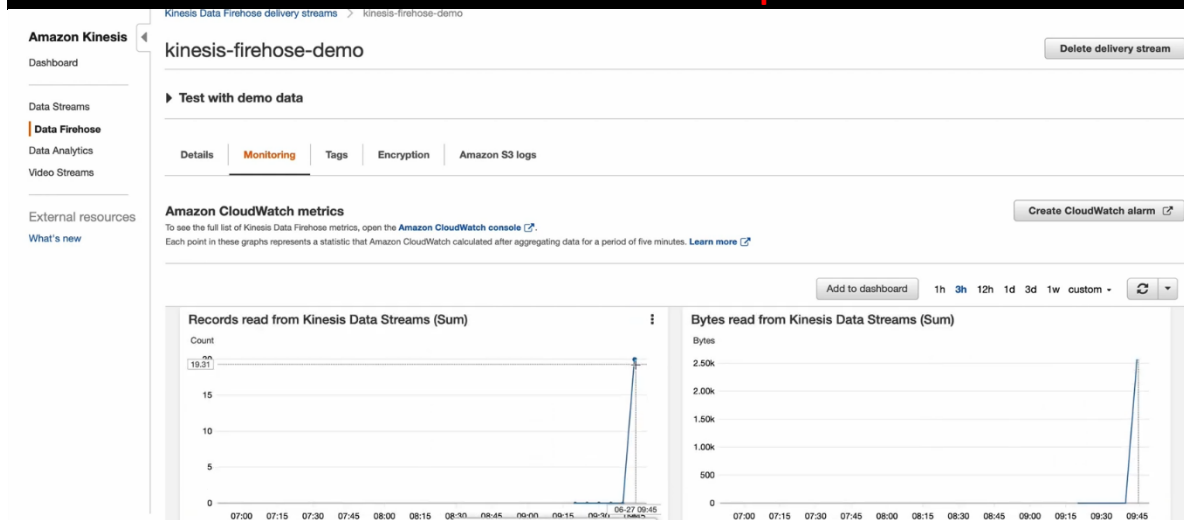 Kinesis Data Firehose delivery streams > kinesis-firehose-demo
Amazon Kinesis
Dashboard
Data Streams
Data Firehose
Data Analytics
Video Streams
External resources
What's new
kinesis-firehose-demo
Delete delivery stream
Test with demo data
Details
Monitoring
Tags
Encryption
Amazon S3 logs
Amazon CloudWatch metrics
Create CloudWatch alarm
To see the full list of Kinesis Data Firehose metrics, open the Amazon CloudWatch console.
Each point in these graphs represents a statistic that Amazon CloudWatch calculated after aggregating data for a period of five minutes. Learn more
Add to dashboard
1h 3h 12h 1d 3d 1w custom
Records read from Kinesis Data Streams (Sum)
Count
20
19.31
15
10
5
0
06-27 09:45
07:00 07:15 07:30 07:45 08:00 08:15 08:30 08:45 09:00 09:15 09:30
Bytes read from Kinesis Data Streams (Sum)
Bytes
2.50k
2.00k
1.50k
1.00k
500
0
07:00 07:15 07:30 07:45 08:00 08:15 08:30 08:45 09:00 09:15 09:30 09:45